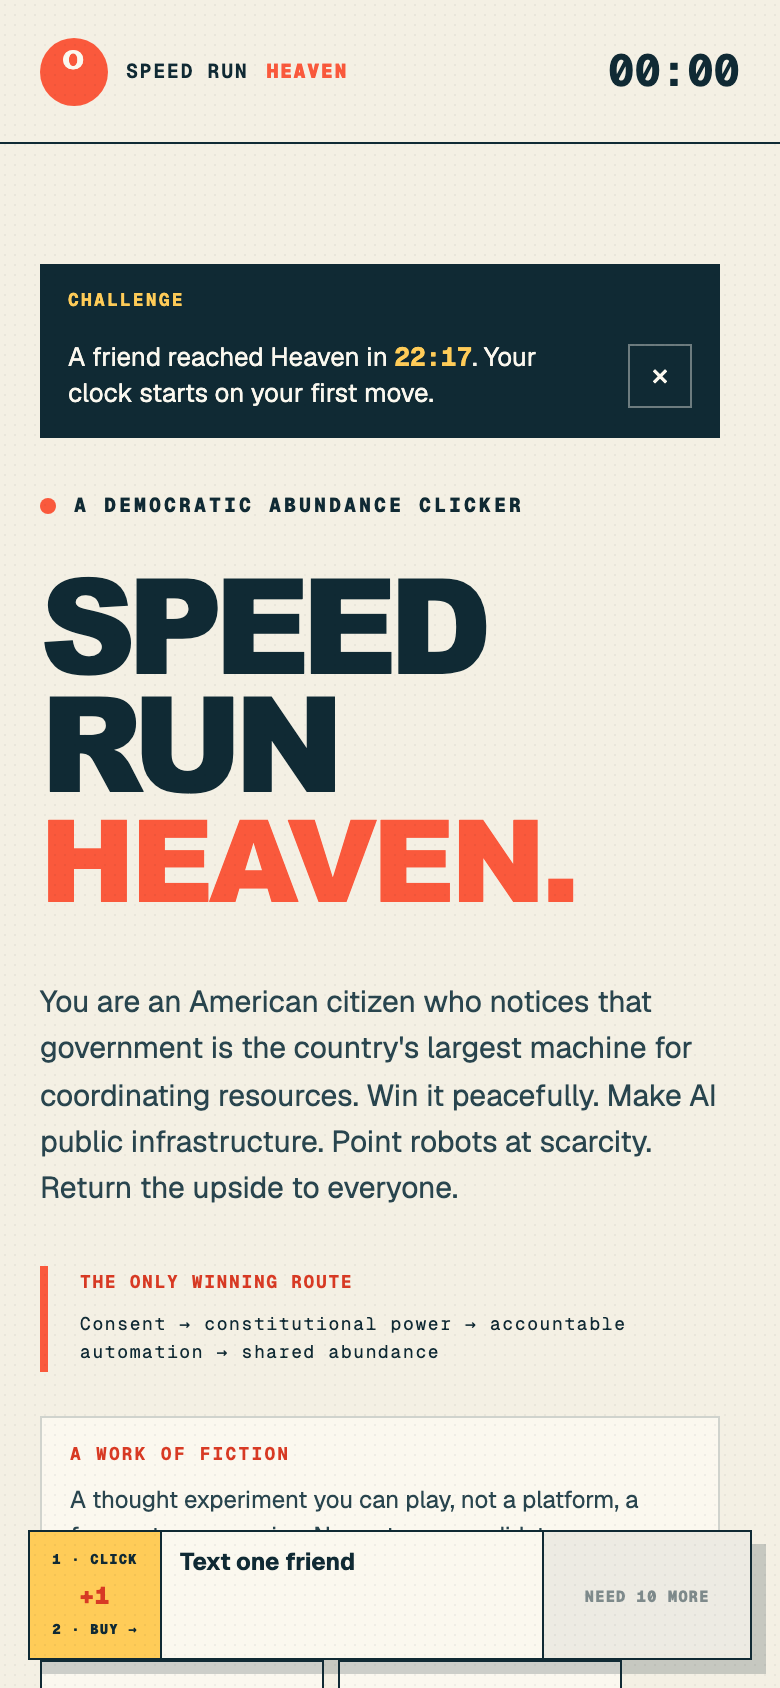 o
SPEED RUN HEAVEN
00:00
CHALLENGE
A friend reached Heaven in 22:17. Your
clock starts on your first move.
×
A DEMOCRATIC ABUNDANCE CLICKER
SPEED
RUN
HEAVEN.
You are an American citizen who notices that
government is the country's largest machine for
coordinating resources. Win it peacefully. Make AI
public infrastructure. Point robots at scarcity.
Return the upside to everyone.
THE ONLY WINNING ROUTE
Consent → constitutional power → accountable
automation → shared abundance
A WORK OF FICTION
A thought experiment you can play, not a platform, a
1 · CLICK
+1
2 · BUY →
Text one friend
NEED 10 MORE